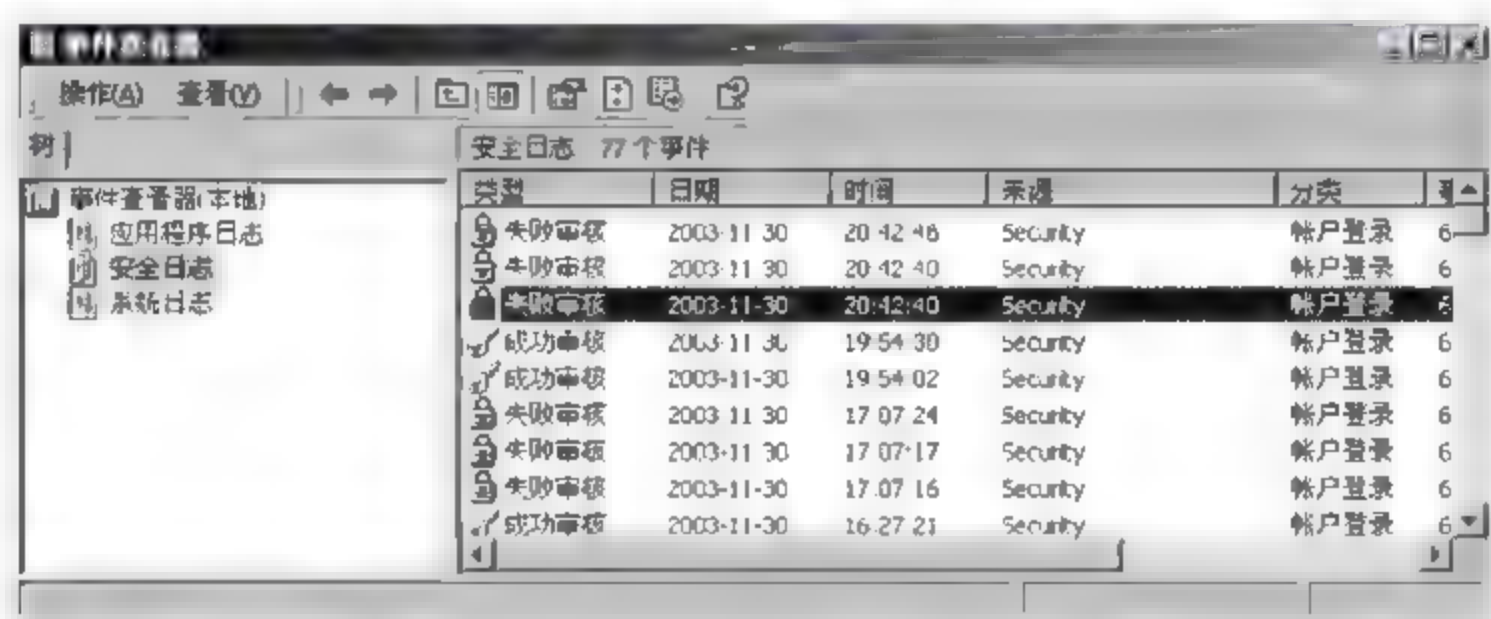 事件查看器
操作(A) 查看(V)
树
安全日志 77 个事件
事件查看器(本地)
应用程序日志
安全日志
系统日志
类型 日期 时间 来源 分类
失败审核 2003-11-30 20:42:46 Security 帐户登录 6
失败审核 2003-11-30 20:42:40 Security 帐户登录 6
失败审核 2003-11-30 20:42:40 Security 帐户登录 6
成功审核 2003-11-30 19:54:30 Security 帐户登录 6
成功审核 2003-11-30 19:54:02 Security 帐户登录 6
失败审核 2003-11-30 17:07:24 Security 帐户登录 6
失败审核 2003-11-30 17:07:17 Security 帐户登录 6
失败审核 2003-11-30 17:07:16 Security 帐户登录 6
成功审核 2003-11-30 16:27:21 Security 帐户登录 6